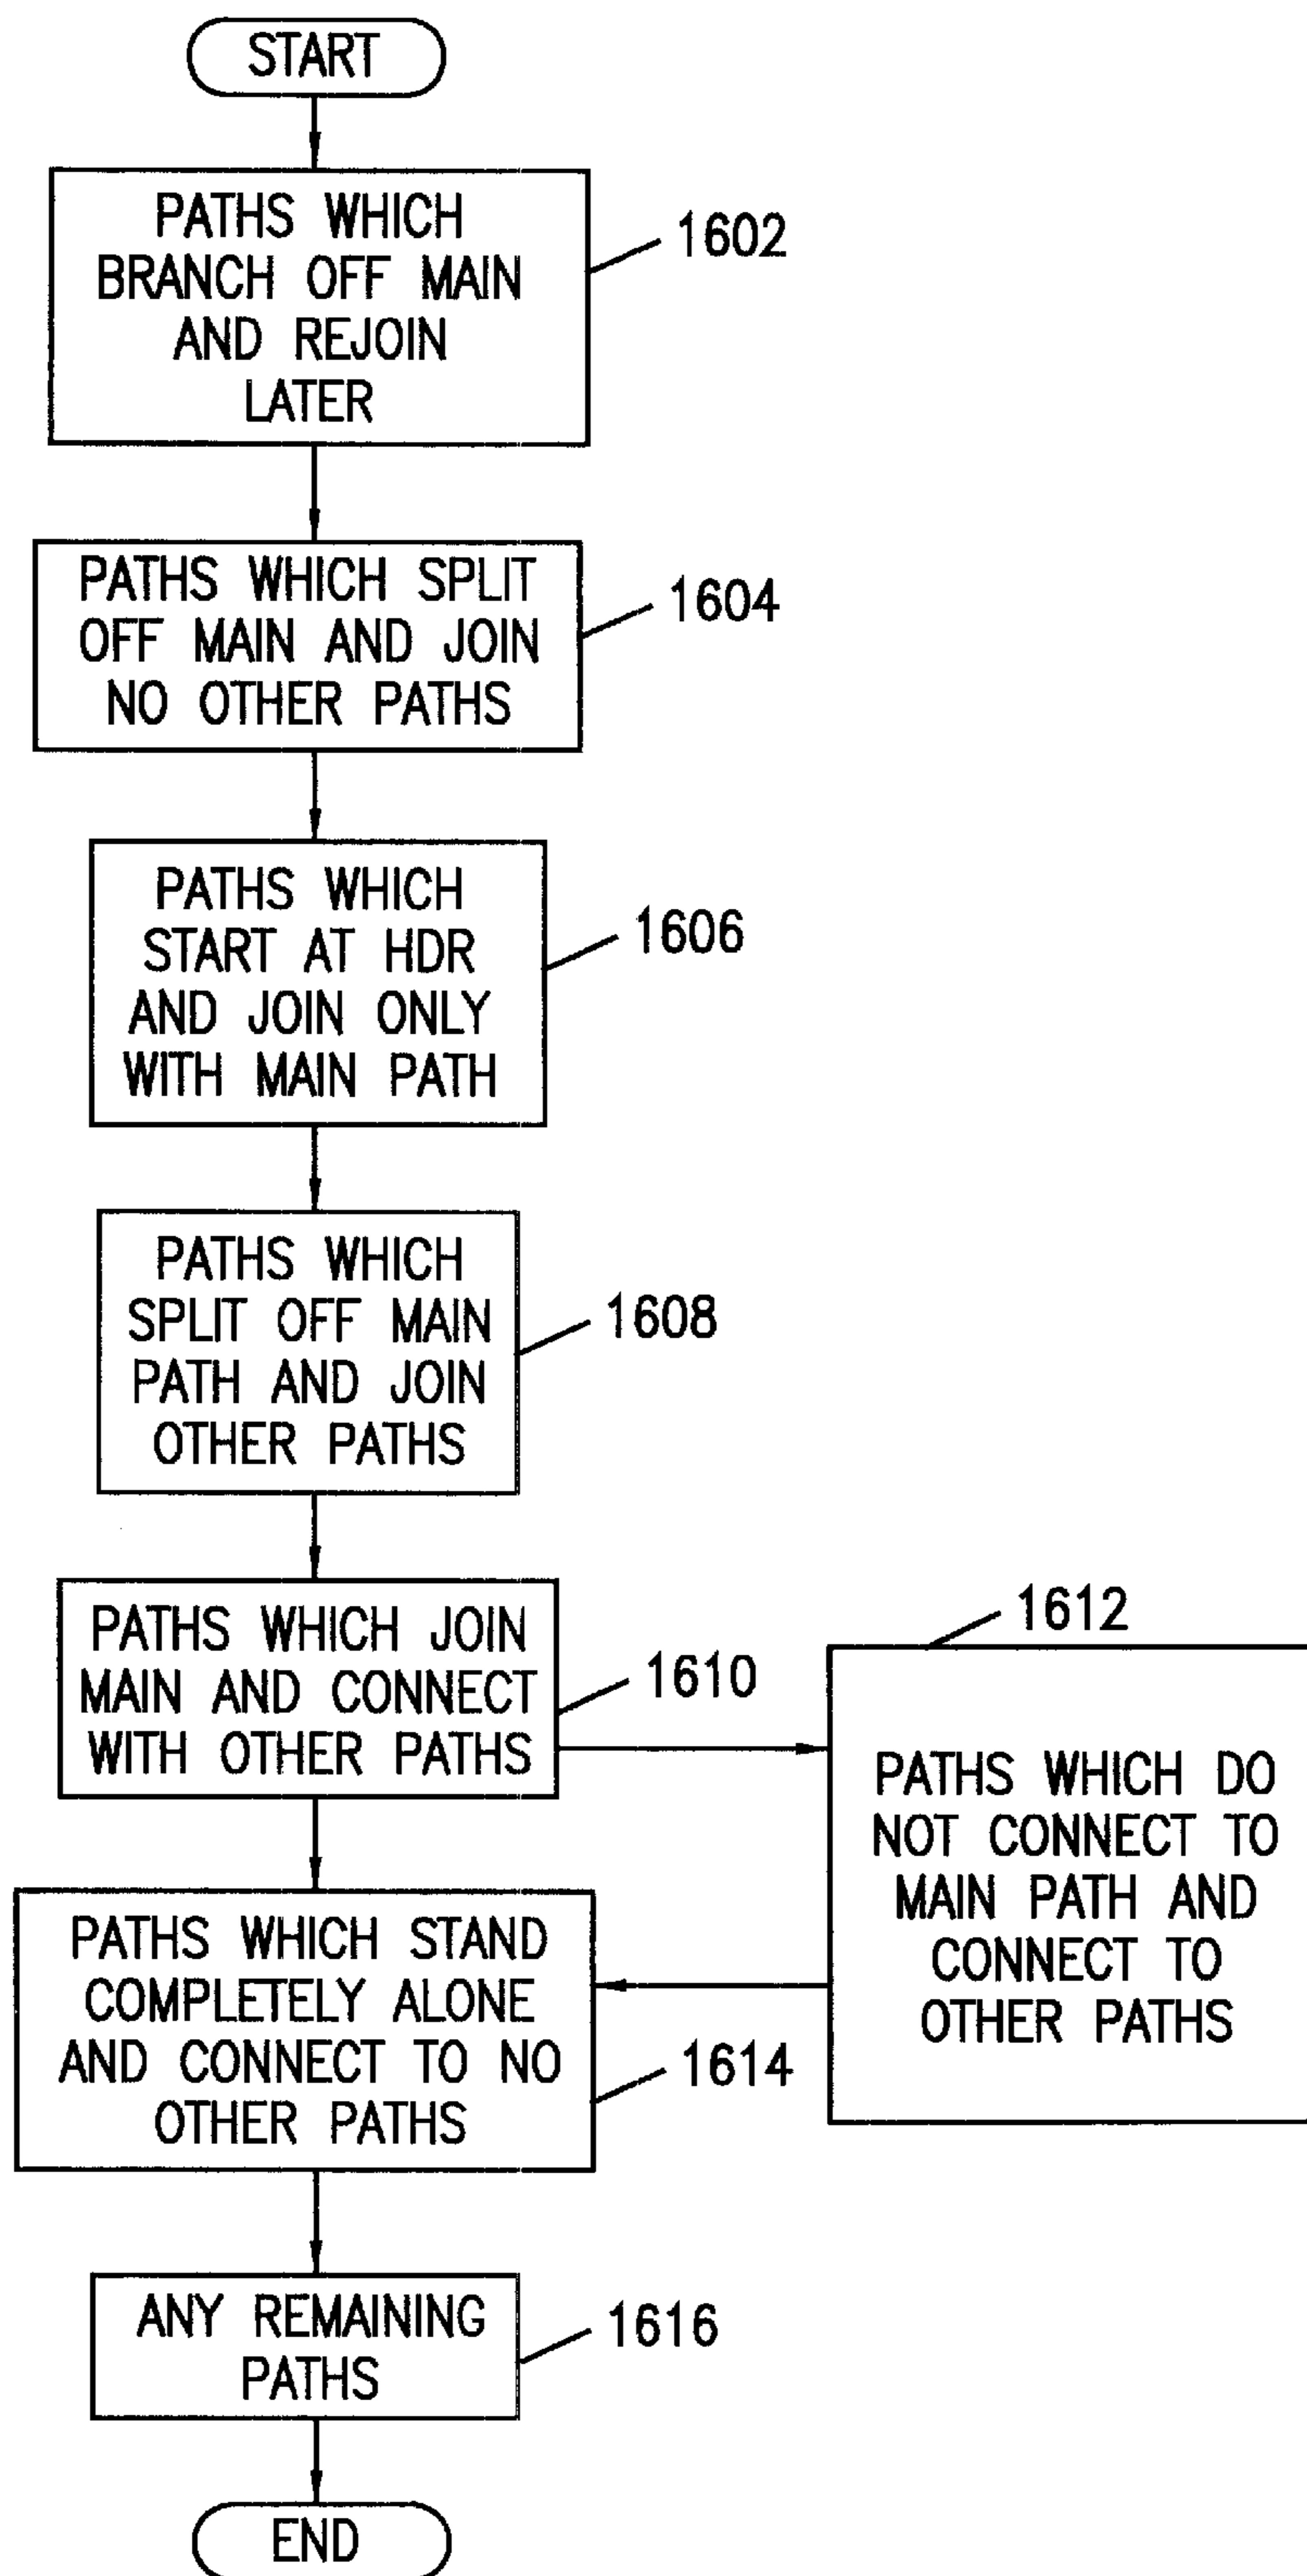 START
PATHS WHICH
BRANCH OFF MAIN
AND REJOIN
LATER
1602
PATHS WHICH SPLIT
OFF MAIN AND JOIN
NO OTHER PATHS
1604
PATHS WHICH
START AT HDR
AND JOIN ONLY
WITH MAIN PATH
1606
PATHS WHICH
SPLIT OFF MAIN
PATH AND JOIN
OTHER PATHS
1608
PATHS WHICH JOIN
MAIN AND CONNECT
WITH OTHER PATHS
1610
1612
PATHS WHICH DO
NOT CONNECT TO
MAIN PATH AND
CONNECT TO
OTHER PATHS
PATHS WHICH STAND
COMPLETELY ALONE
AND CONNECT TO NO
OTHER PATHS
1614
ANY REMAINING
PATHS
1616
END